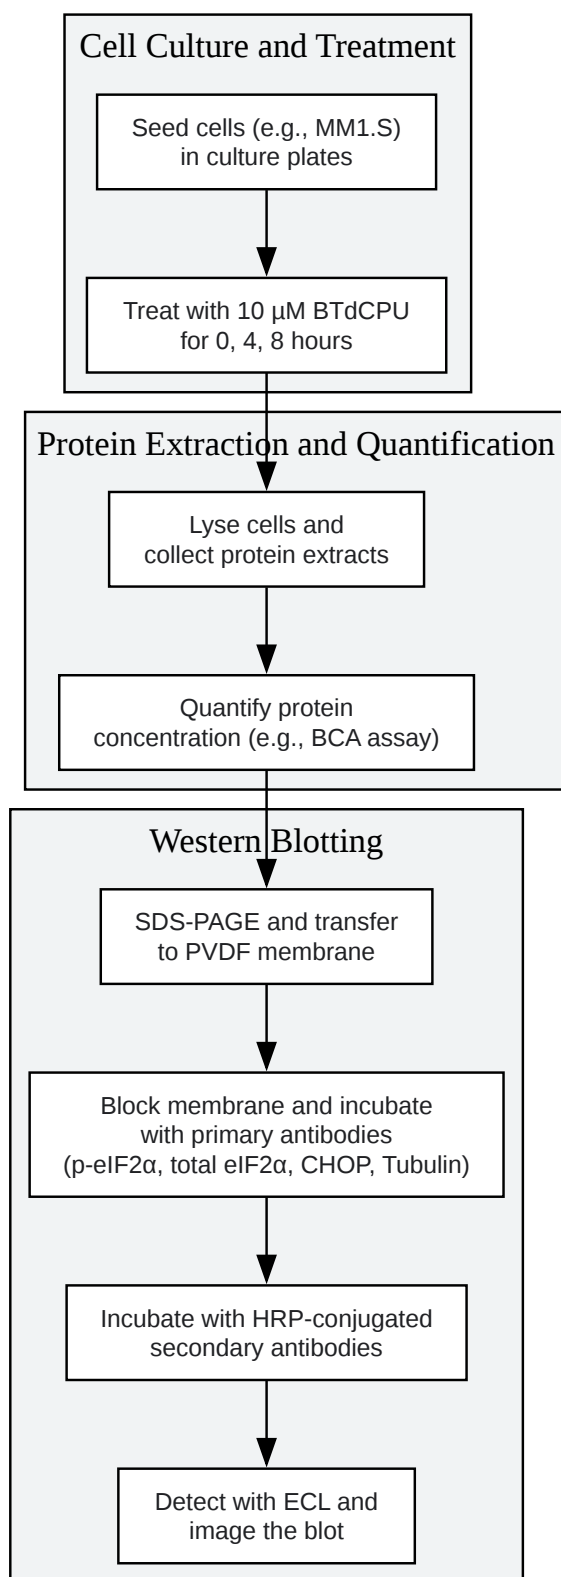 Cell Culture and Treatment
Seed cells (e.g., MM1.S)
in culture plates
Treat with 10 µM BTdCPU
for 0, 4, 8 hours
Protein Extraction and Quantification
Lyse cells and
collect protein extracts
Quantify protein
concentration (e.g., BCA assay)
Western Blotting
SDS-PAGE and transfer
to PVDF membrane
Block membrane and incubate
with primary antibodies
(p-eIF2α, total eIF2α, CHOP, Tubulin)
Incubate with HRP-conjugated
secondary antibodies
Detect with ECL and
image the blot